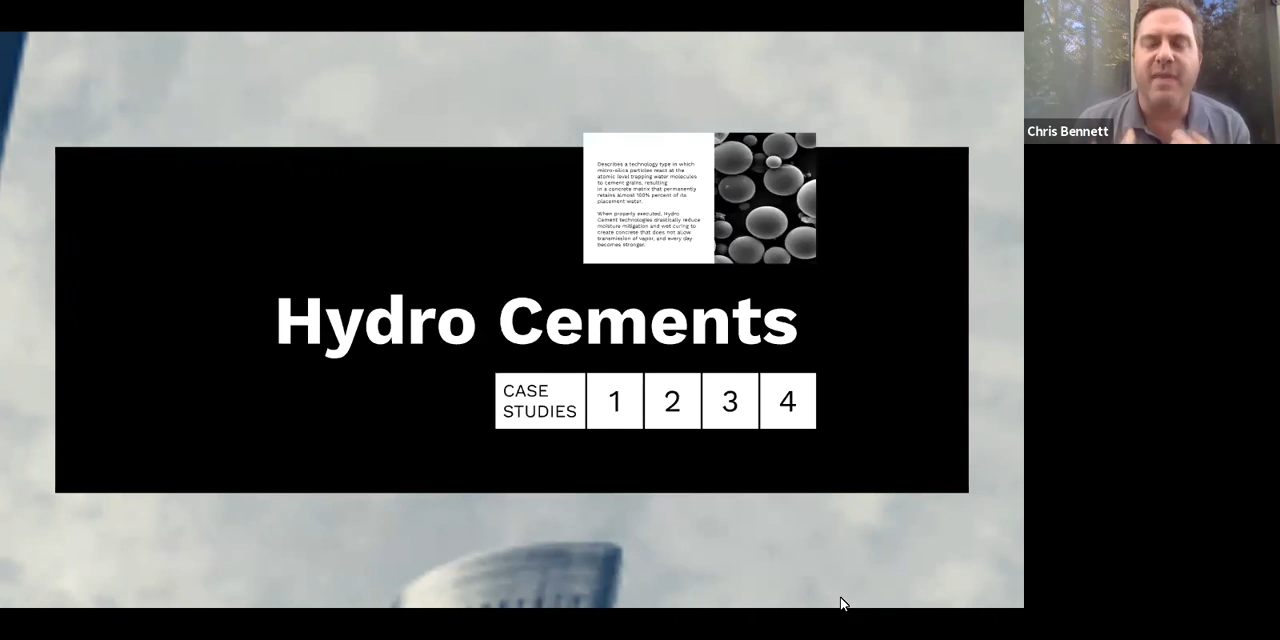 Describes a technology type in which
micro-silica particles react at the
atomic level trapping water molecules
to cement grains, resulting
in a concrete matrix that permanently
retains almost 100% percent of its
placement water.
When properly executed, Hydro
Cement technologies drastically reduce
moisture mitigation and wet curing to
create concrete that does not allow
transmission of vapor, and every day
becomes stronger.
Hydro Cements
CASE
STUDIES
1 2 3 4
Chris Bennett